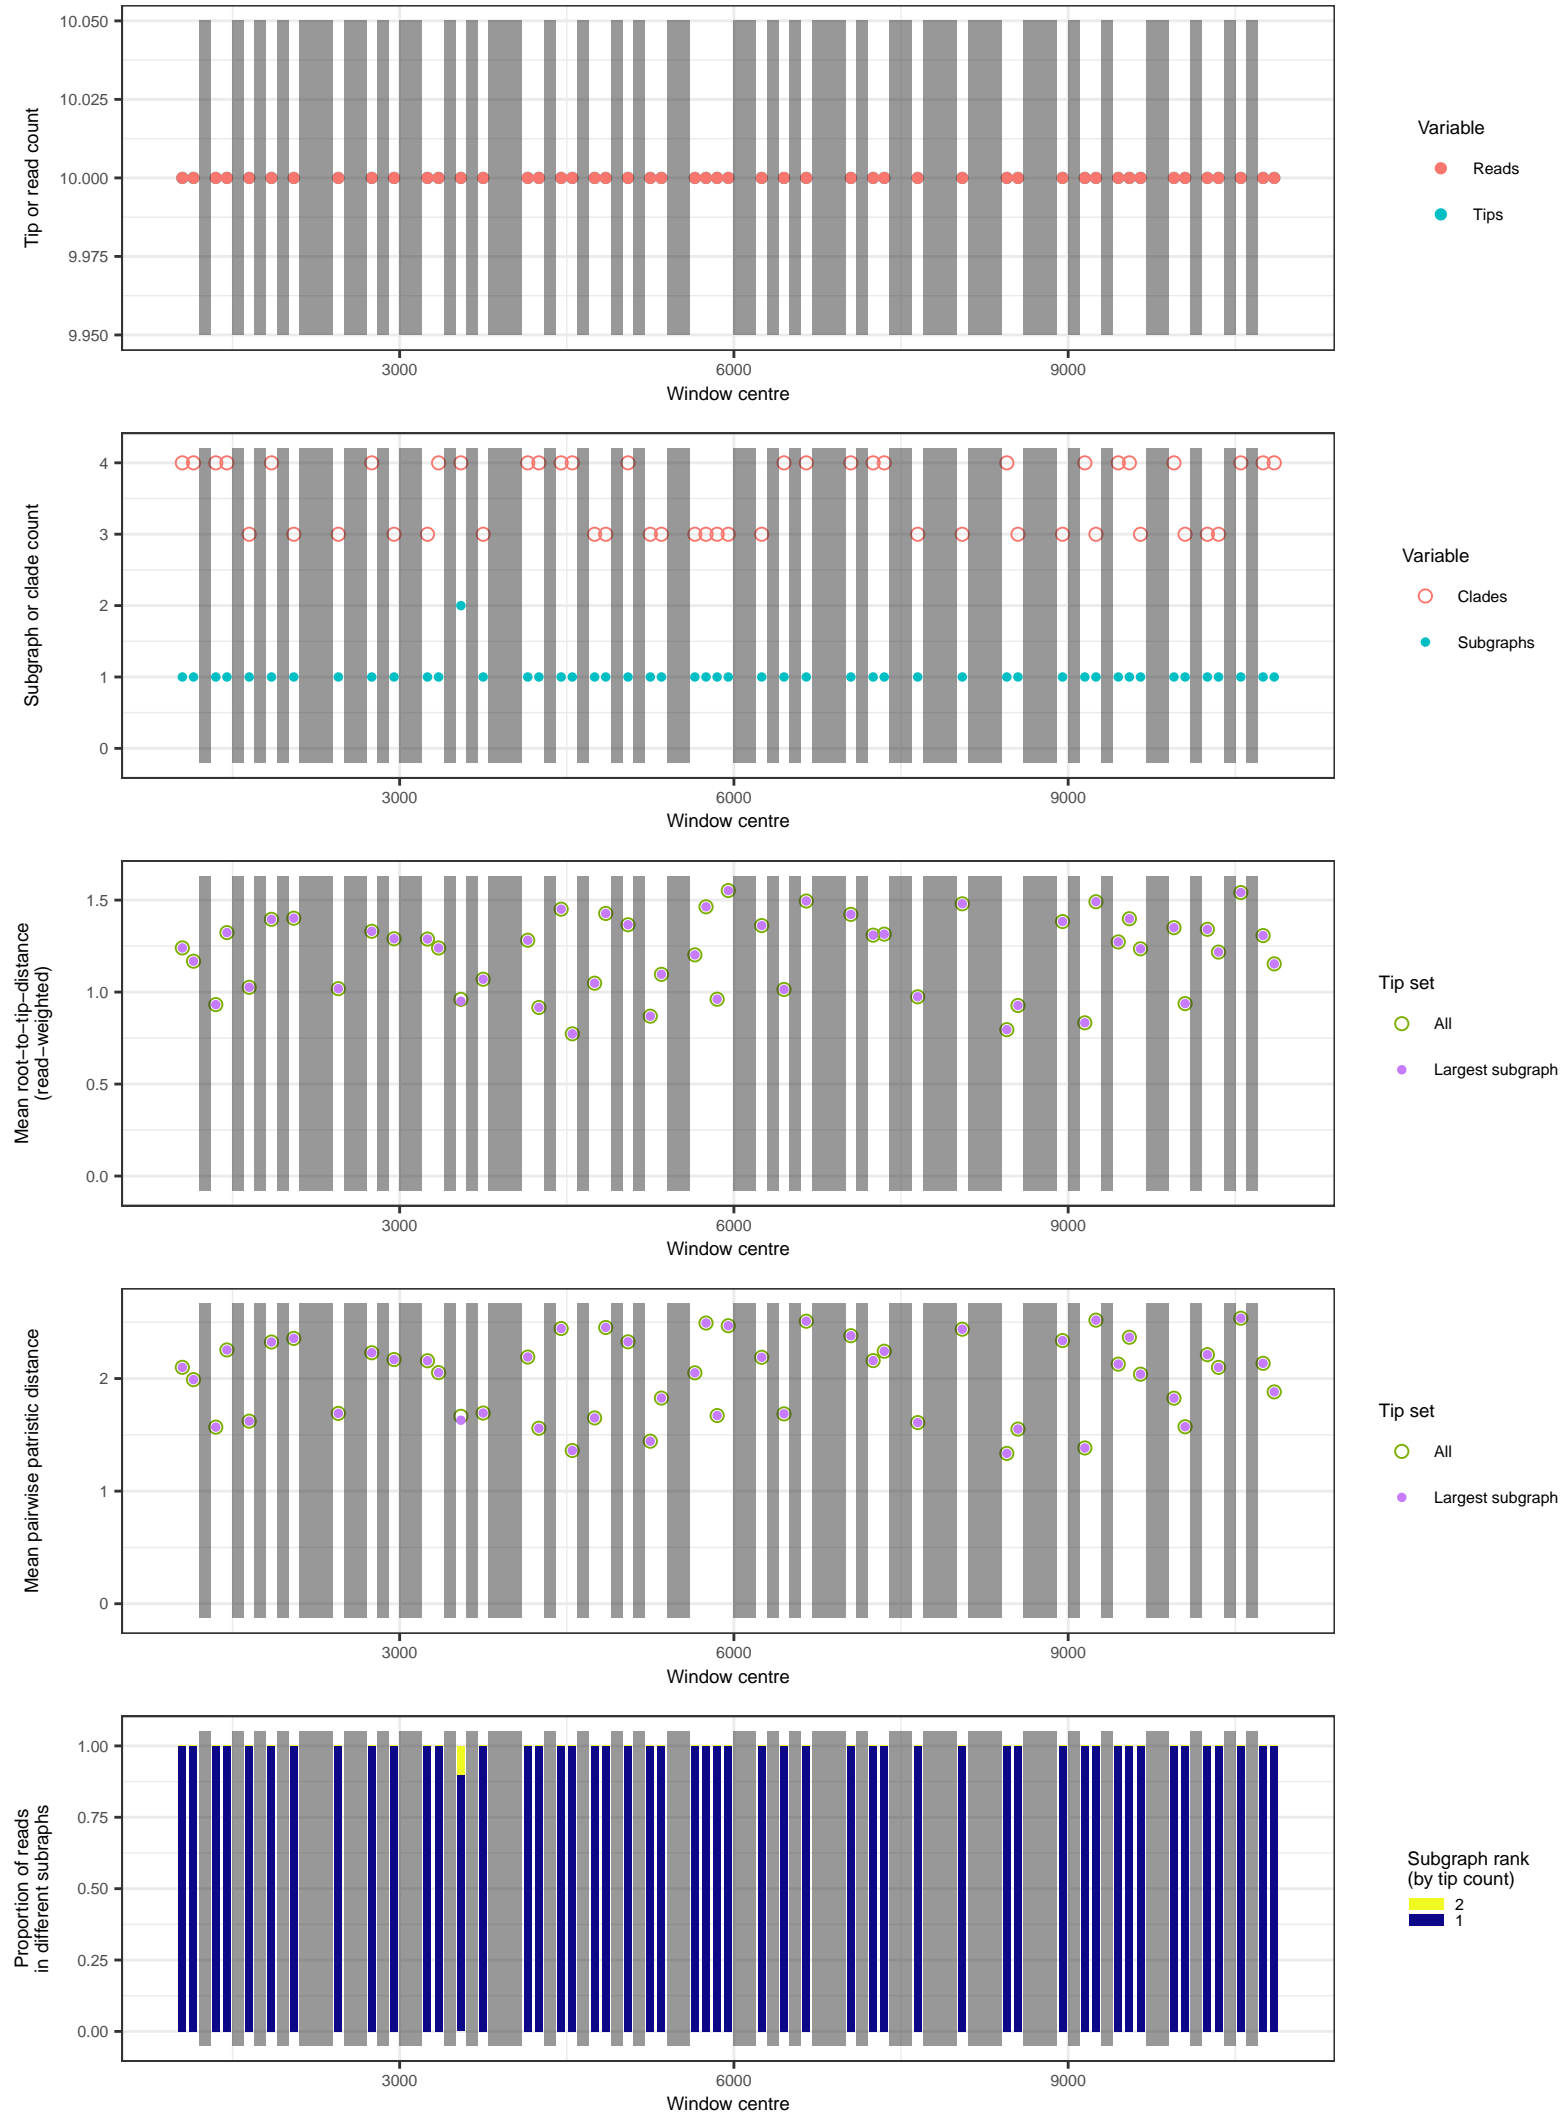 10.050
10.025
10.000
9.975
9.950
Tip or read count
3000
6000
9000
Window centre
Variable
Reads
Tips
4
3
2
1
0
Subgraph or clade count
3000
6000
9000
Window centre
Variable
Clades
Subgraphs
1.5
1.0
0.5
0.0
Mean root−to−tip−distance
(read−weighted)
3000
6000
9000
Window centre
Tip set
All
Largest subgraph
2
1
0
Mean pairwise patristic distance
3000
6000
9000
Window centre
Tip set
All
Largest subgraph
1.00
0.75
0.50
0.25
0.00
Proportion of reads
in different subraphs
3000
6000
9000
Window centre
Subgraph rank
(by tip count)
2
1